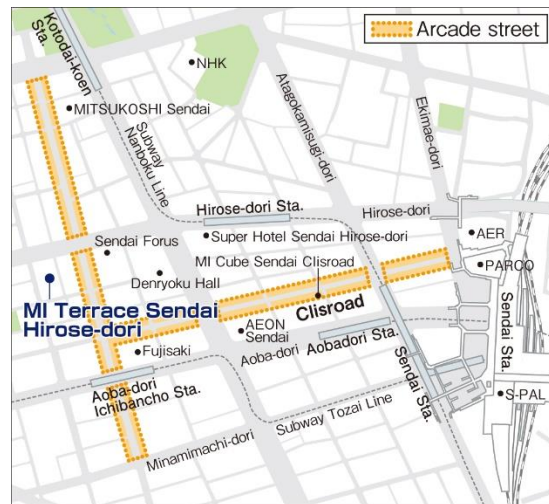 Arcade street
Kotodai-koen
Sta.
NHK
MITSUKOSHI Sendai
Subway
Nanboku Line
Atagokamisugi-dori
Ekimae-dori
Hirose-dori Sta.
Hirose-dori
Sendai Forus
Super Hotel Sendai Hirose-dori
AER
MI Cube Sendai Clisroad
PARCO
Denryoku Hall
MI Terrace Sendai
Hirose-dori
Clisroad
AEON
Sendai
Aobadori Sta.
Aoba-dori
Sendai Sta.
Fujisaki
Sendai Sta.
Aoba-dori
Ichibancho Sta.
Subway Tozai Line
S-PAL
Minamimachi-dori